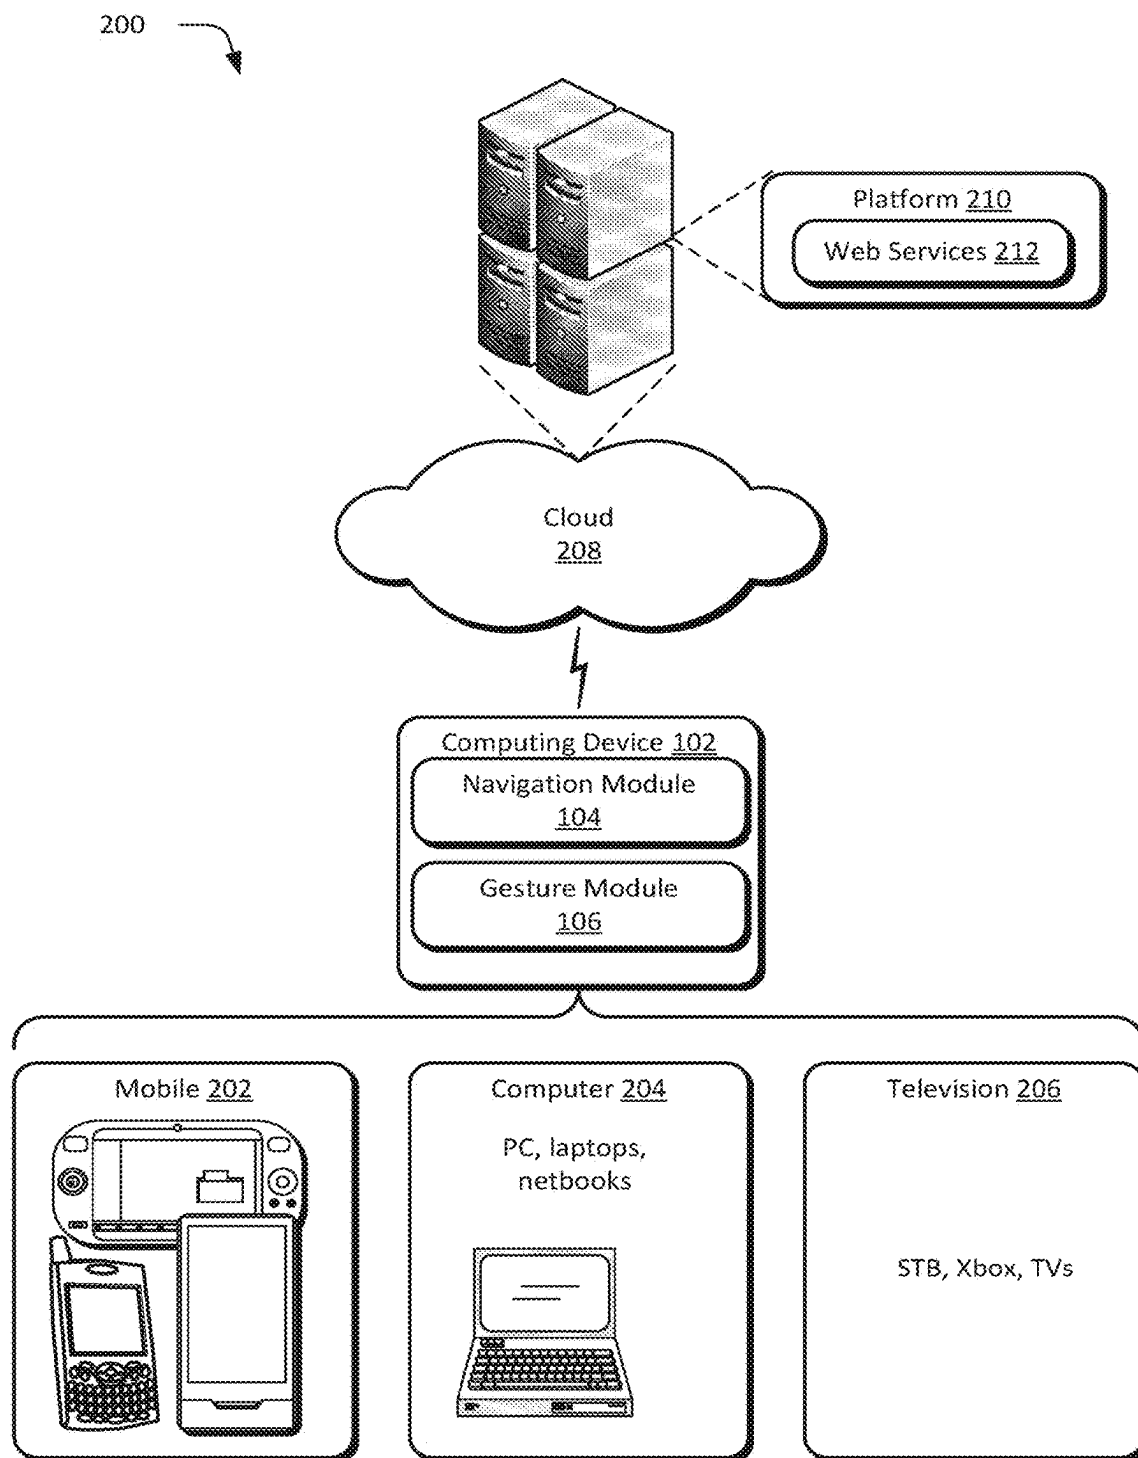 200
Platform 210
Web Services 212
Cloud
208
Computing Device 102
Navigation Module
104
Gesture Module
106
Mobile 202
Computer 204
PC, laptops,
netbooks
Television 206
STB, Xbox, TVs